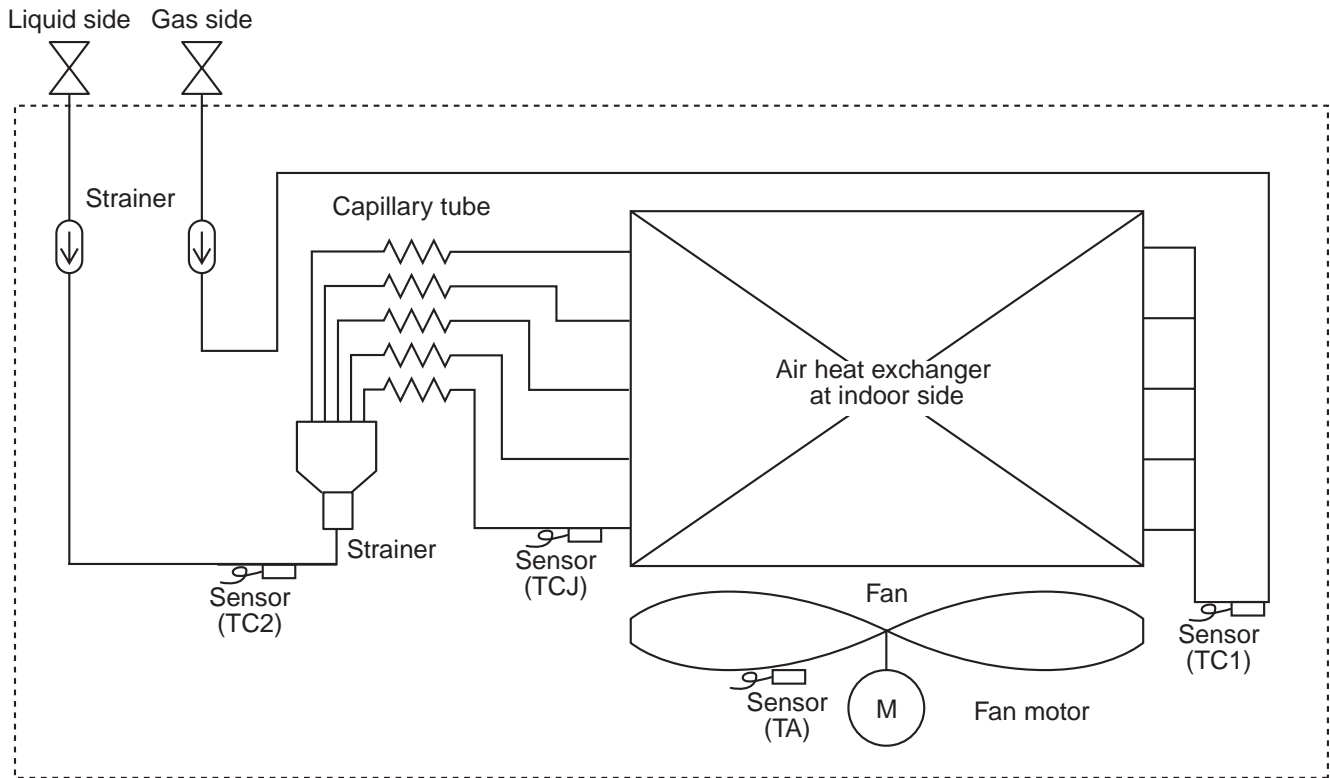 Liquid side
Gas side
Strainer
Capillary tube
Air heat exchanger
at indoor side
Strainer
Sensor
(TCJ)
Sensor
(TC2)
Fan
Sensor
(TC1)
Sensor
(TA)
M
Fan motor